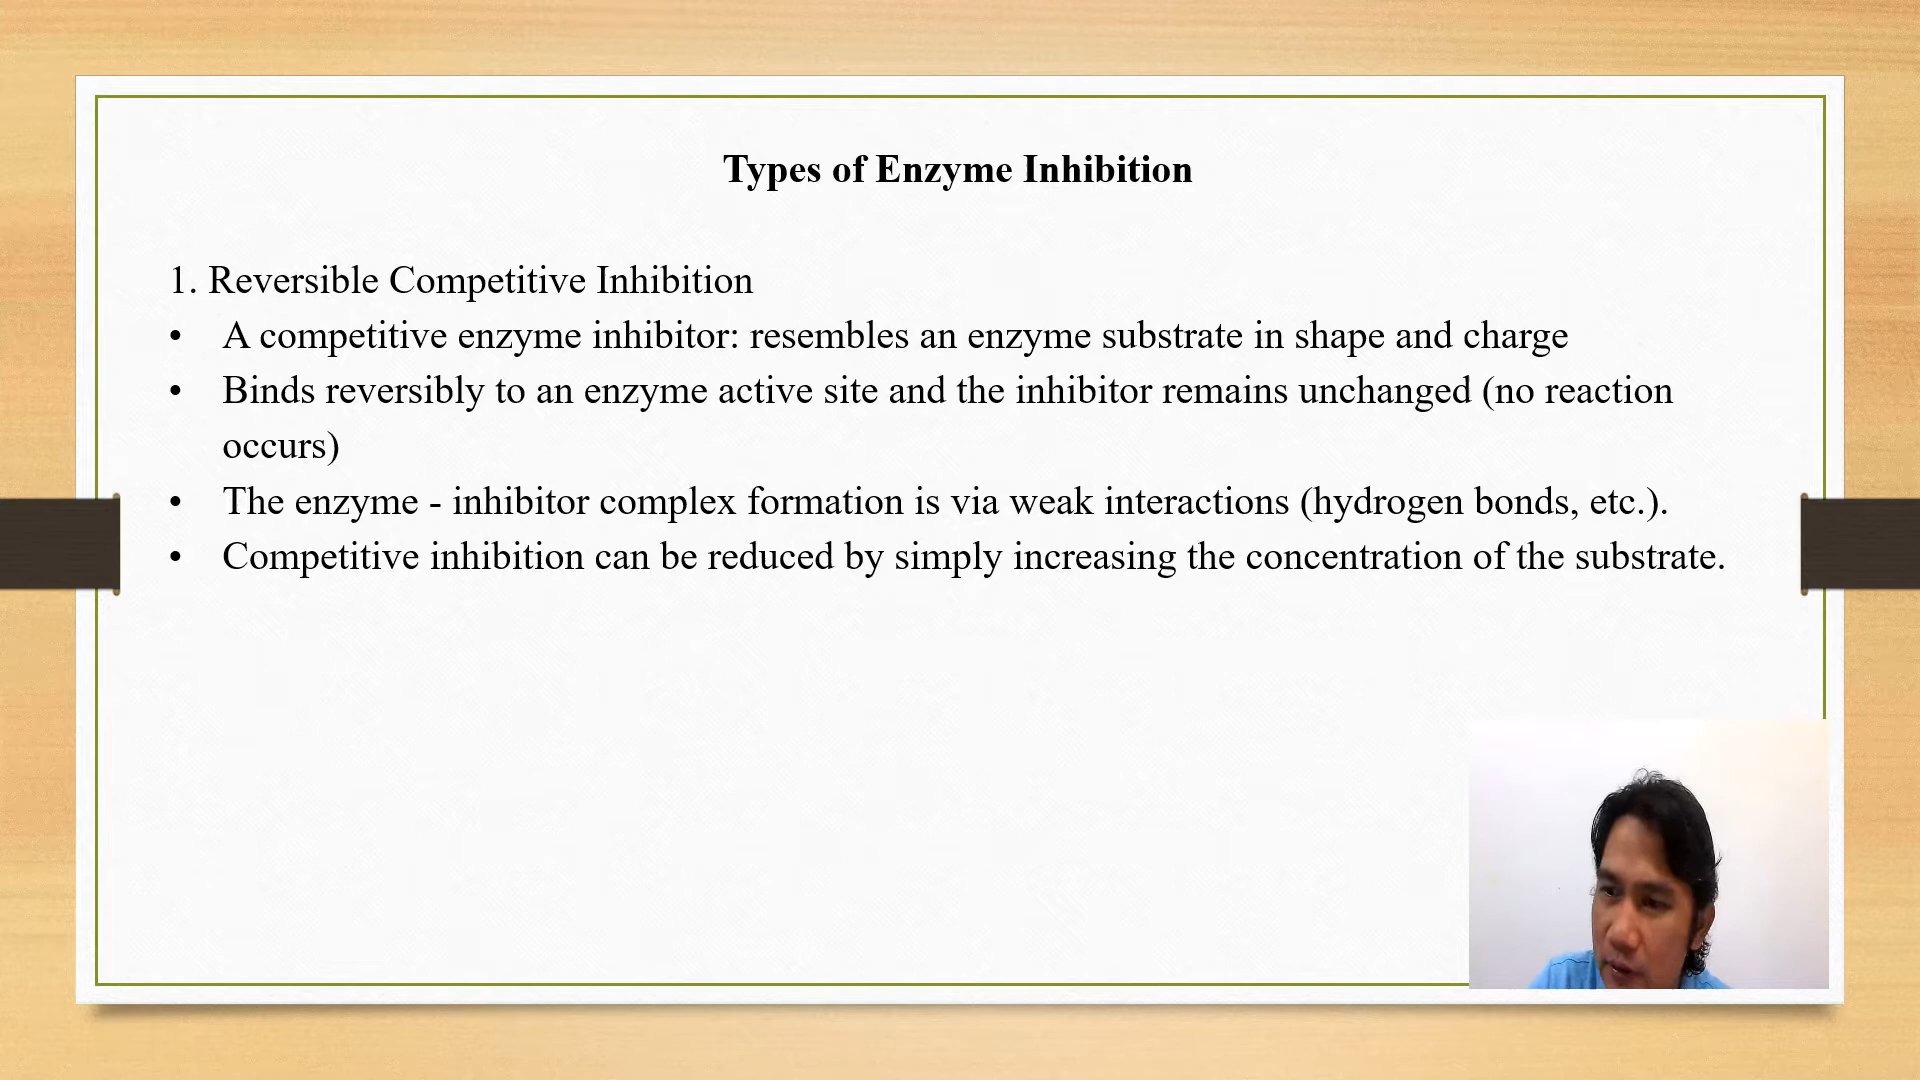 Types of Enzyme Inhibition
1. Reversible Competitive Inhibition
• A competitive enzyme inhibitor: resembles an enzyme substrate in shape and charge
• Binds reversibly to an enzyme active site and the inhibitor remains unchanged (no reaction
occurs)
• The enzyme - inhibitor complex formation is via weak interactions (hydrogen bonds, etc.).
• Competitive inhibition can be reduced by simply increasing the concentration of the substrate.